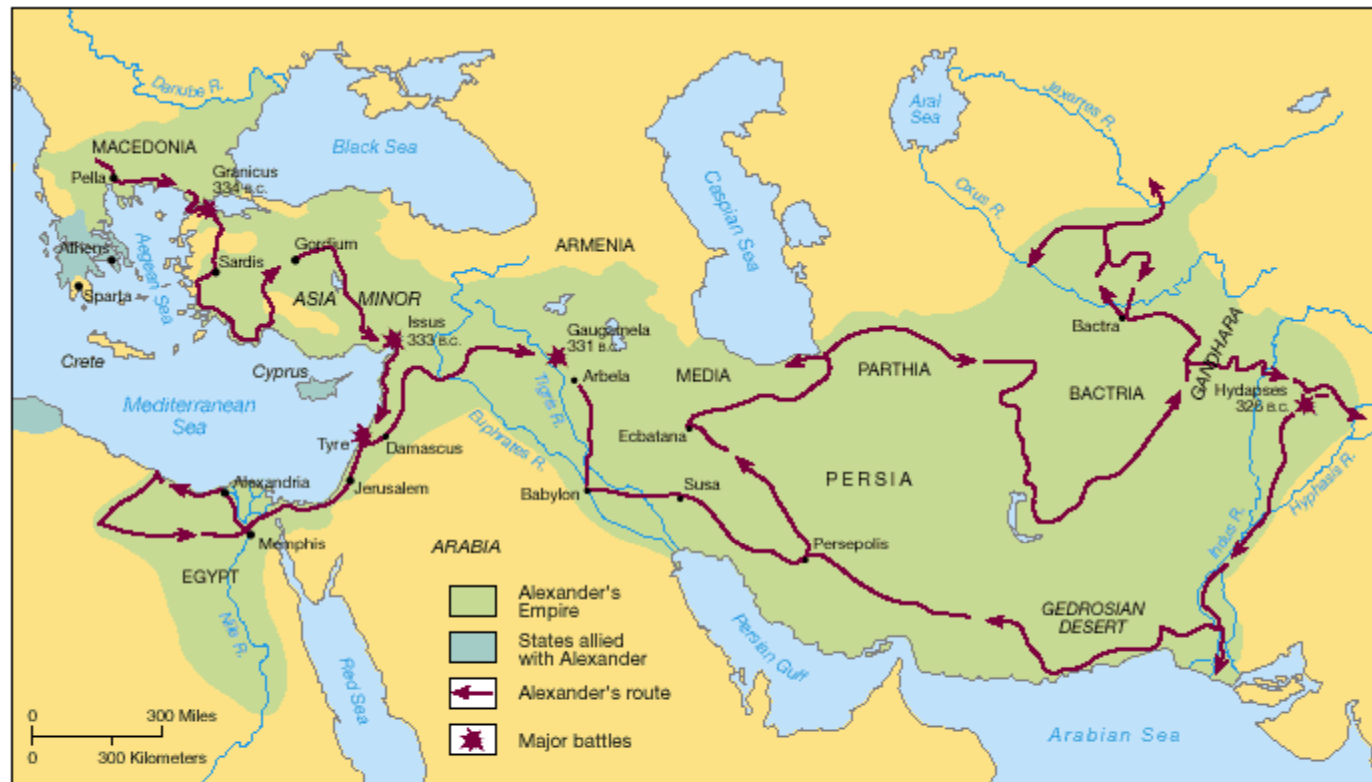 Danube R.
MACEDONIA
Pella
Granicus
334 B.C.
Black Sea
Aral
Sea
Jaxartes R.
Oxus R.
Caspian Sea
Athens
Aegean Sea
Sparta
Sardis
Gordium
ASIA MINOR
ARMENIA
Issus
333 B.C.
Gaugamela
331 B.C.
Arbela
Tigris R.
MEDIA
PARTHIA
Bactra
BACTRIA
GANDHARA
Hydapses
326 B.C.
Crete
Cyprus
Mediterranean
Sea
Tyre
Damascus
Euphrates R.
Ecbatana
PERSIA
Hyphasis R.
Indus R.
Alexandria
Jerusalem
Babylon
Susa
Memphis
ARABIA
Persepolis
EGYPT
Nile R.
Red Sea
Persian Gulf
GEDROSIAN
DESERT
Arabian Sea
Alexander's
Empire
States allied
with Alexander
Alexander's route
Major battles
0 300 Miles
0 300 Kilometers